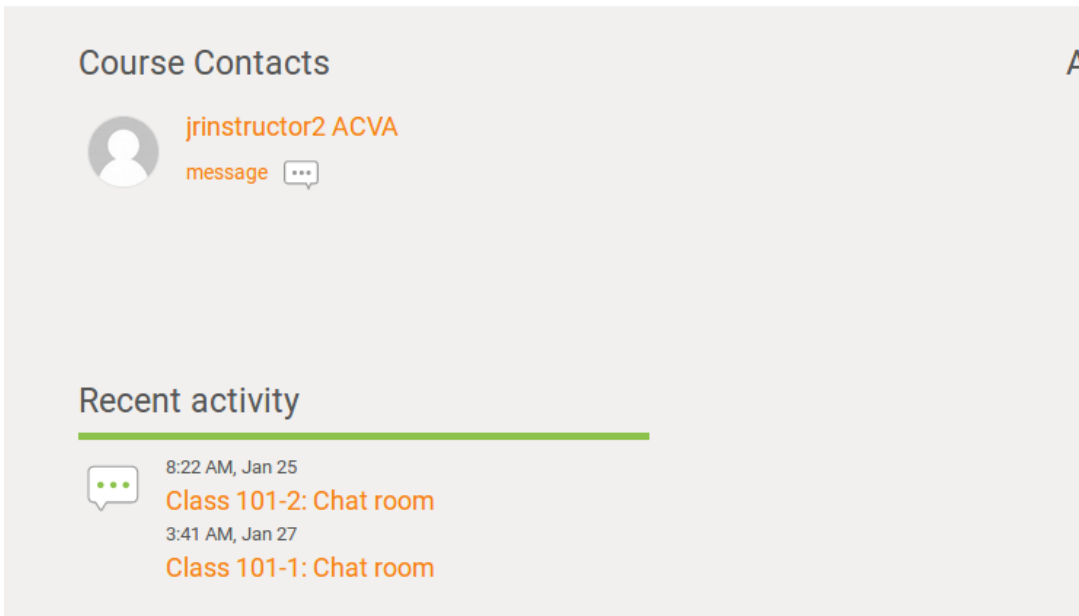 Course Contacts
jrinstructor2 ACVA
message
Recent activity
8:22 AM, Jan 25
Class 101-2: Chat room
3:41 AM, Jan 27
Class 101-1: Chat room